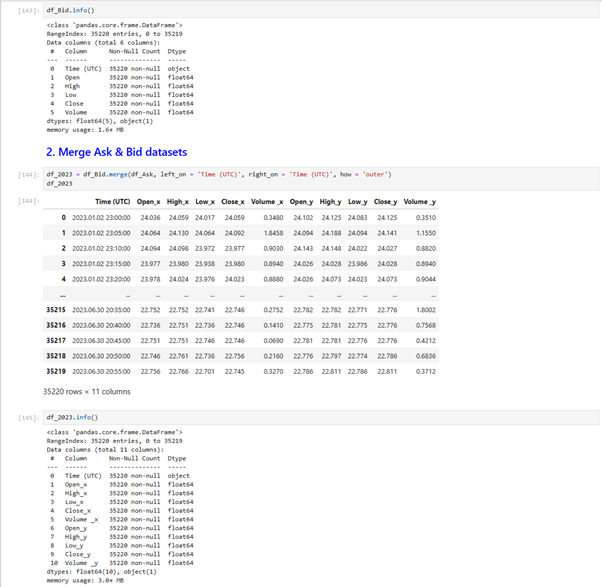 [143]: df_Bid.info()
<class 'pandas.core.frame.DataFrame'>
RangeIndex: 35220 entries, 0 to 35219
Data columns (total 6 columns):
# Column Non-Null Count Dtype
--- ------ -------------- -----
0 Time (UTC) 35220 non-null object
1 Open 35220 non-null float64
2 High 35220 non-null float64
3 Low 35220 non-null float64
4 Close 35220 non-null float64
5 Volume 35220 non-null float64
dtypes: float64(5), object(1)
memory usage: 1.6+ MB
2. Merge Ask & Bid datasets
[144]: df_2023 = df_Bid.merge(df_Ask, left_on = 'Time (UTC)', right_on = 'Time (UTC)', how = 'outer')
df_2023
[144]: Time (UTC) Open_x High_x Low_x Close_x Volume _x Open_y High_y Low_y Close_y Volume _y
0 2023.01.02 23:00:00 24.036 24.059 24.017 24.059 0.3480 24.102 24.125 24.083 24.125 0.3510
1 2023.01.02 23:05:00 24.064 24.130 24.064 24.092 1.8458 24.094 24.188 24.094 24.141 1.1550
2 2023.01.02 23:10:00 24.094 24.098 23.972 23.977 0.9030 24.143 24.148 24.022 24.027 0.8820
3 2023.01.02 23:15:00 23.977 23.980 23.938 23.980 0.8940 24.026 24.028 23.986 24.028 0.8940
4 2023.01.02 23:20:00 23.978 24.024 23.976 24.023 0.8880 24.026 24.073 24.023 24.073 0.9044
... ... ... ... ... ... ... ... ... ... ... ...
35215 2023.06.30 20:35:00 22.752 22.752 22.741 22.746 0.2752 22.782 22.782 22.771 22.776 1.8002
35216 2023.06.30 20:40:00 22.736 22.751 22.736 22.746 0.1410 22.775 22.781 22.775 22.776 0.7568
35217 2023.06.30 20:45:00 22.751 22.751 22.746 22.746 0.0690 22.781 22.781 22.776 22.776 0.4212
35218 2023.06.30 20:50:00 22.746 22.761 22.736 22.756 0.2160 22.776 22.797 22.774 22.786 0.6836
35219 2023.06.30 20:55:00 22.756 22.766 22.701 22.745 0.3270 22.786 22.811 22.786 22.811 0.3712
35220 rows × 11 columns
[145]: df_2023.info()
<class 'pandas.core.frame.DataFrame'>
RangeIndex: 35220 entries, 0 to 35219
Data columns (total 11 columns):
# Column Non-Null Count Dtype
--- ------ -------------- -----
0 Time (UTC) 35220 non-null object
1 Open_x 35220 non-null float64
2 High_x 35220 non-null float64
3 Low_x 35220 non-null float64
4 Close_x 35220 non-null float64
5 Volume _x 35220 non-null float64
6 Open_y 35220 non-null float64
7 High_y 35220 non-null float64
8 Low_y 35220 non-null float64
9 Close_y 35220 non-null float64
10 Volume _y 35220 non-null float64
dtypes: float64(10), object(1)
memory usage: 3.0+ MB